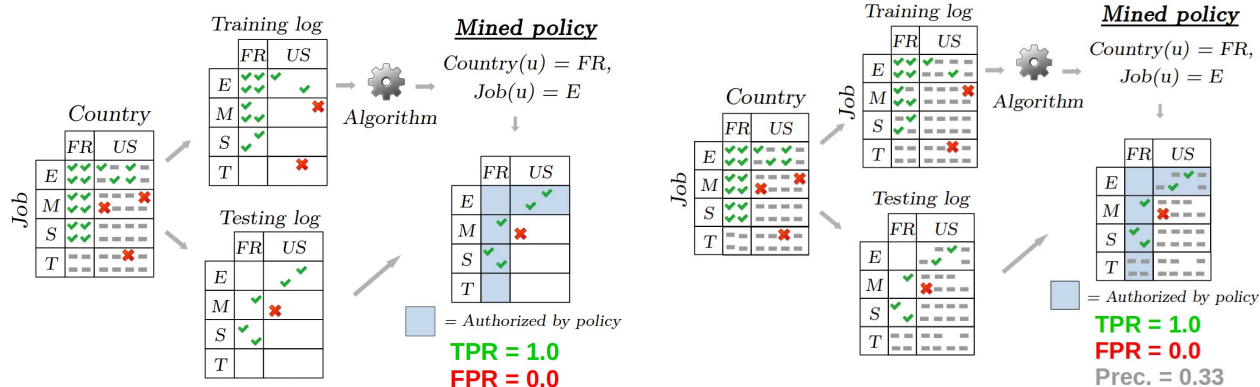 Country
FR US
E
M
S
T
Job
Training log
FR US
E
M
S
T
Algorithm
Mined policy
Country(u) = FR,
Job(u) = E
Testing log
FR US
E
M
S
T
FR US
E
M
S
T
= Authorized by policy
TPR = 1.0
FPR = 0.0
Country
FR US
E
M
S
T
Job
Training log
FR US
E
M
S
T
Job
Algorithm
Mined policy
Country(u) = FR,
Job(u) = E
Testing log
FR US
E
M
S
T
FR US
E
M
S
T
= Authorized by policy
TPR = 1.0
FPR = 0.0
Prec. = 0.33